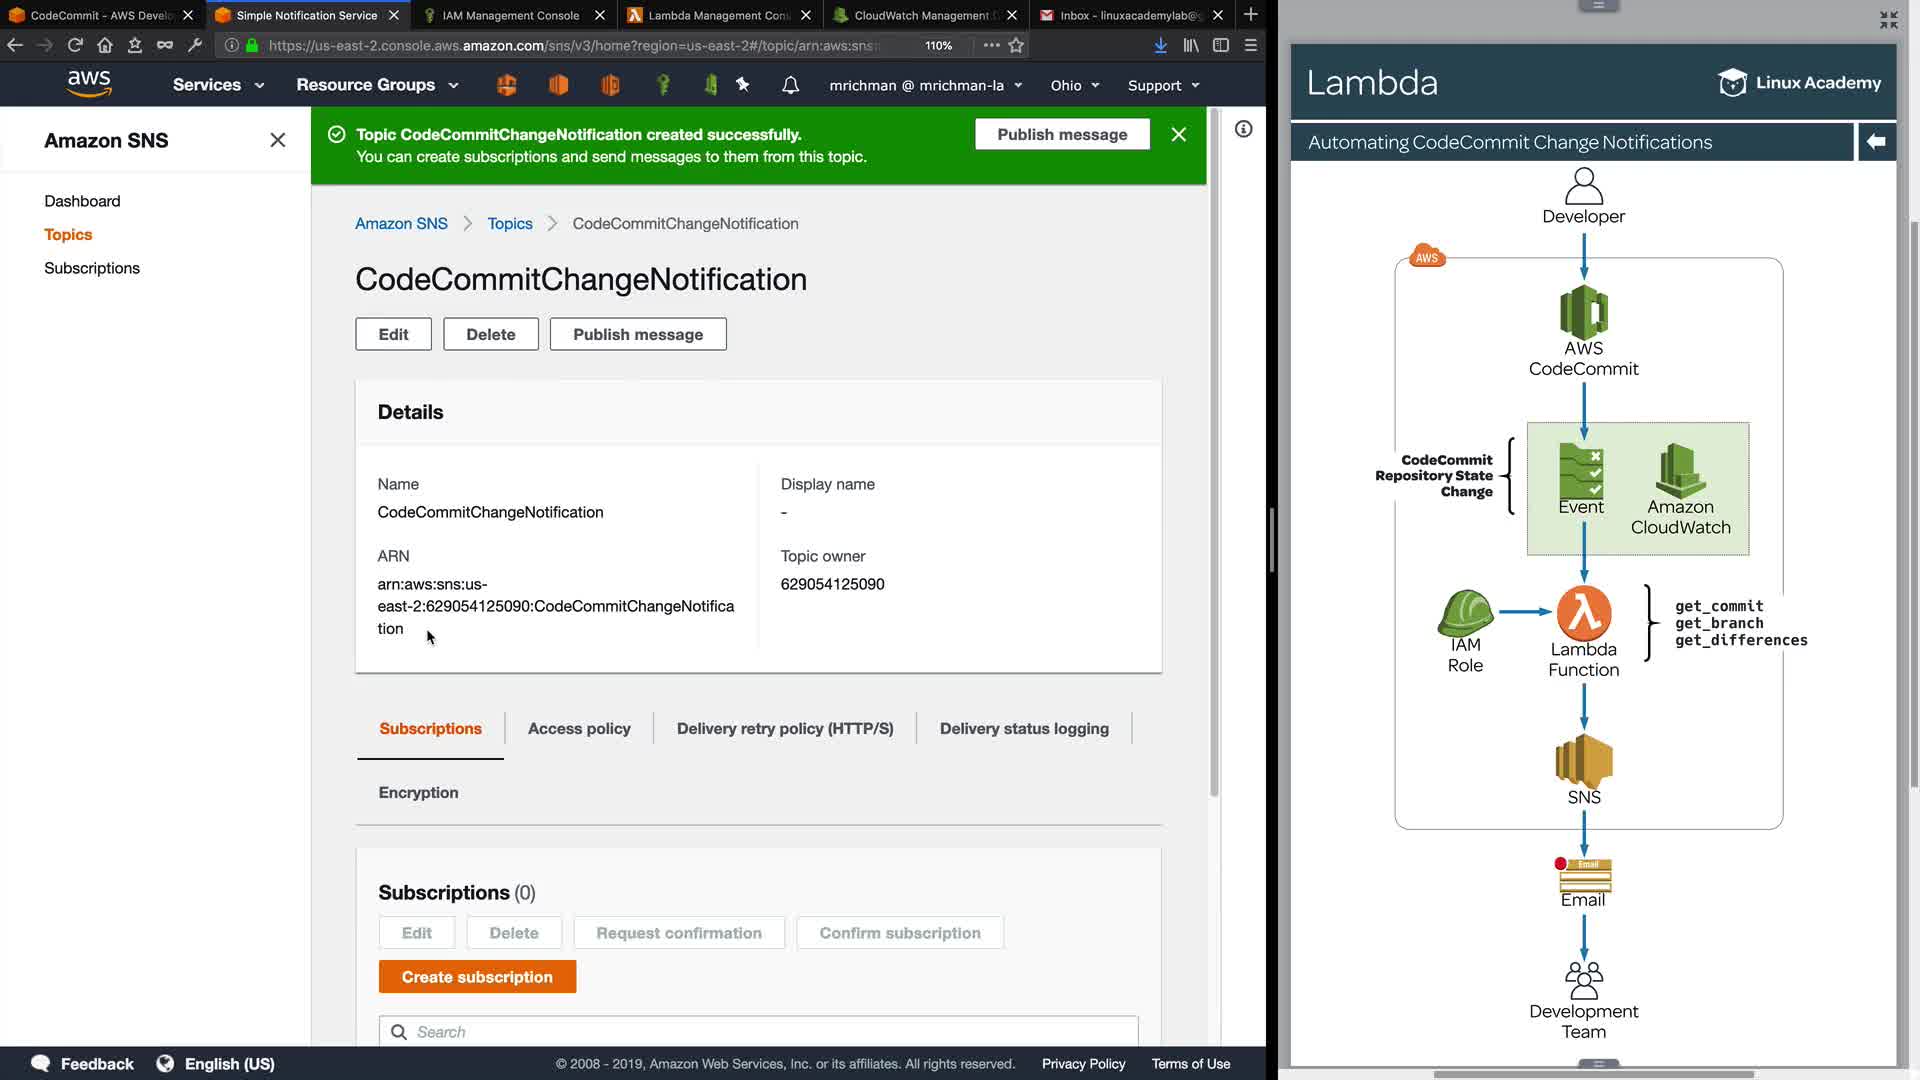 CodeCommit - AWS Develo
Simple Notification Service
IAM Management Console
Lambda Management Con
CloudWatch Management
Inbox - linuxacademylab@g
https://us-east-2.console.aws.amazon.com/sns/v3/home?region=us-east-2#/topic/arn:aws:sns:
110%
aws
Services
Resource Groups
mrichman @ mrichman-la
Ohio
Support
Amazon SNS
Dashboard
Topics
Subscriptions
Topic CodeCommitChangeNotification created successfully.
You can create subscriptions and send messages to them from this topic.
Publish message
Amazon SNS
Topics
CodeCommitChangeNotification
CodeCommitChangeNotification
Edit
Delete
Publish message
Details
Name
CodeCommitChangeNotification
Display name
-
ARN
arn:aws:sns:us-
east-2:629054125090:CodeCommitChangeNotifica
tion
Topic owner
629054125090
Subscriptions
Access policy
Delivery retry policy (HTTP/S)
Delivery status logging
Encryption
Subscriptions (0)
Edit
Delete
Request confirmation
Confirm subscription
Create subscription
Search
Feedback
English (US)
© 2008 - 2019, Amazon Web Services, Inc. or its affiliates. All rights reserved.
Privacy Policy
Terms of Use
Lambda
Linux Academy
Automating CodeCommit Change Notifications
Developer
AWS
AWS
CodeCommit
CodeCommit
Repository State
Change
Event
Amazon
CloudWatch
IAM
Role
λ
Lambda
Function
get_commit
get_branch
get_differences
SNS
Email
Email
Development
Team